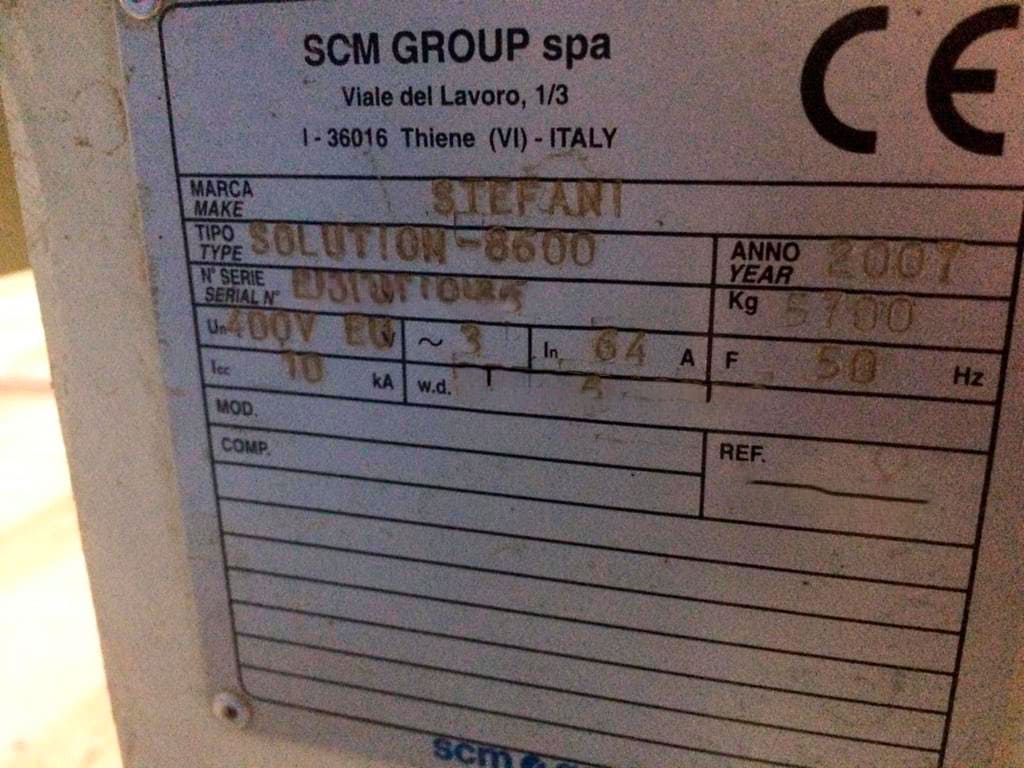 SCM GROUP spa
Viale del Lavoro, 1/3
I - 36016 Thiene (VI) - ITALY
CE
MARCA
MAKE STEFANI
TIPO
TYPE SOLUTION-8600
ANNO
YEAR 2007
N° SERIE
SERIAL N°
Kg 5700
Un 400V EU V
~ 3
In 64 A
F 50 Hz
Icc 10 kA
w.d.
MOD.
COMP.
REF.
scm